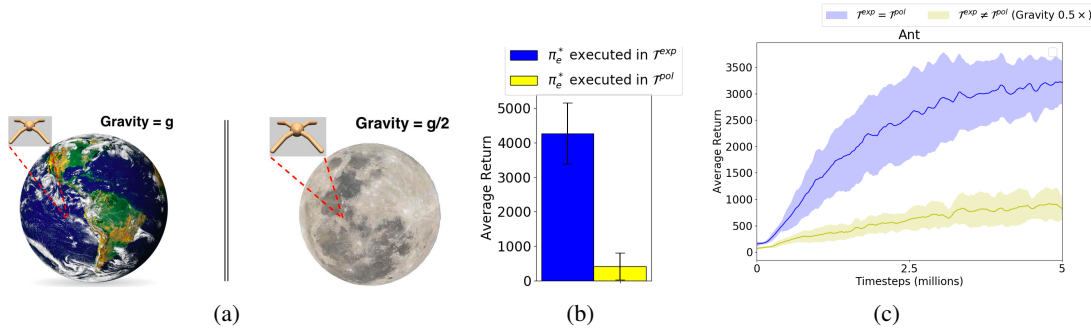 Gravity = g
Gravity = g/2
(a)
π*e executed in 𝒯^exp
π*e executed in 𝒯^pol
5000
4000
3000
2000
1000
0
Average Return
(b)
𝒯^exp = 𝒯^pol
𝒯^exp ≠ 𝒯^pol (Gravity 0.5 ×)
Ant
3500
3000
2500
2000
1500
1000
500
0
Average Return
0
2.5
5
Timesteps (millions)
(c)